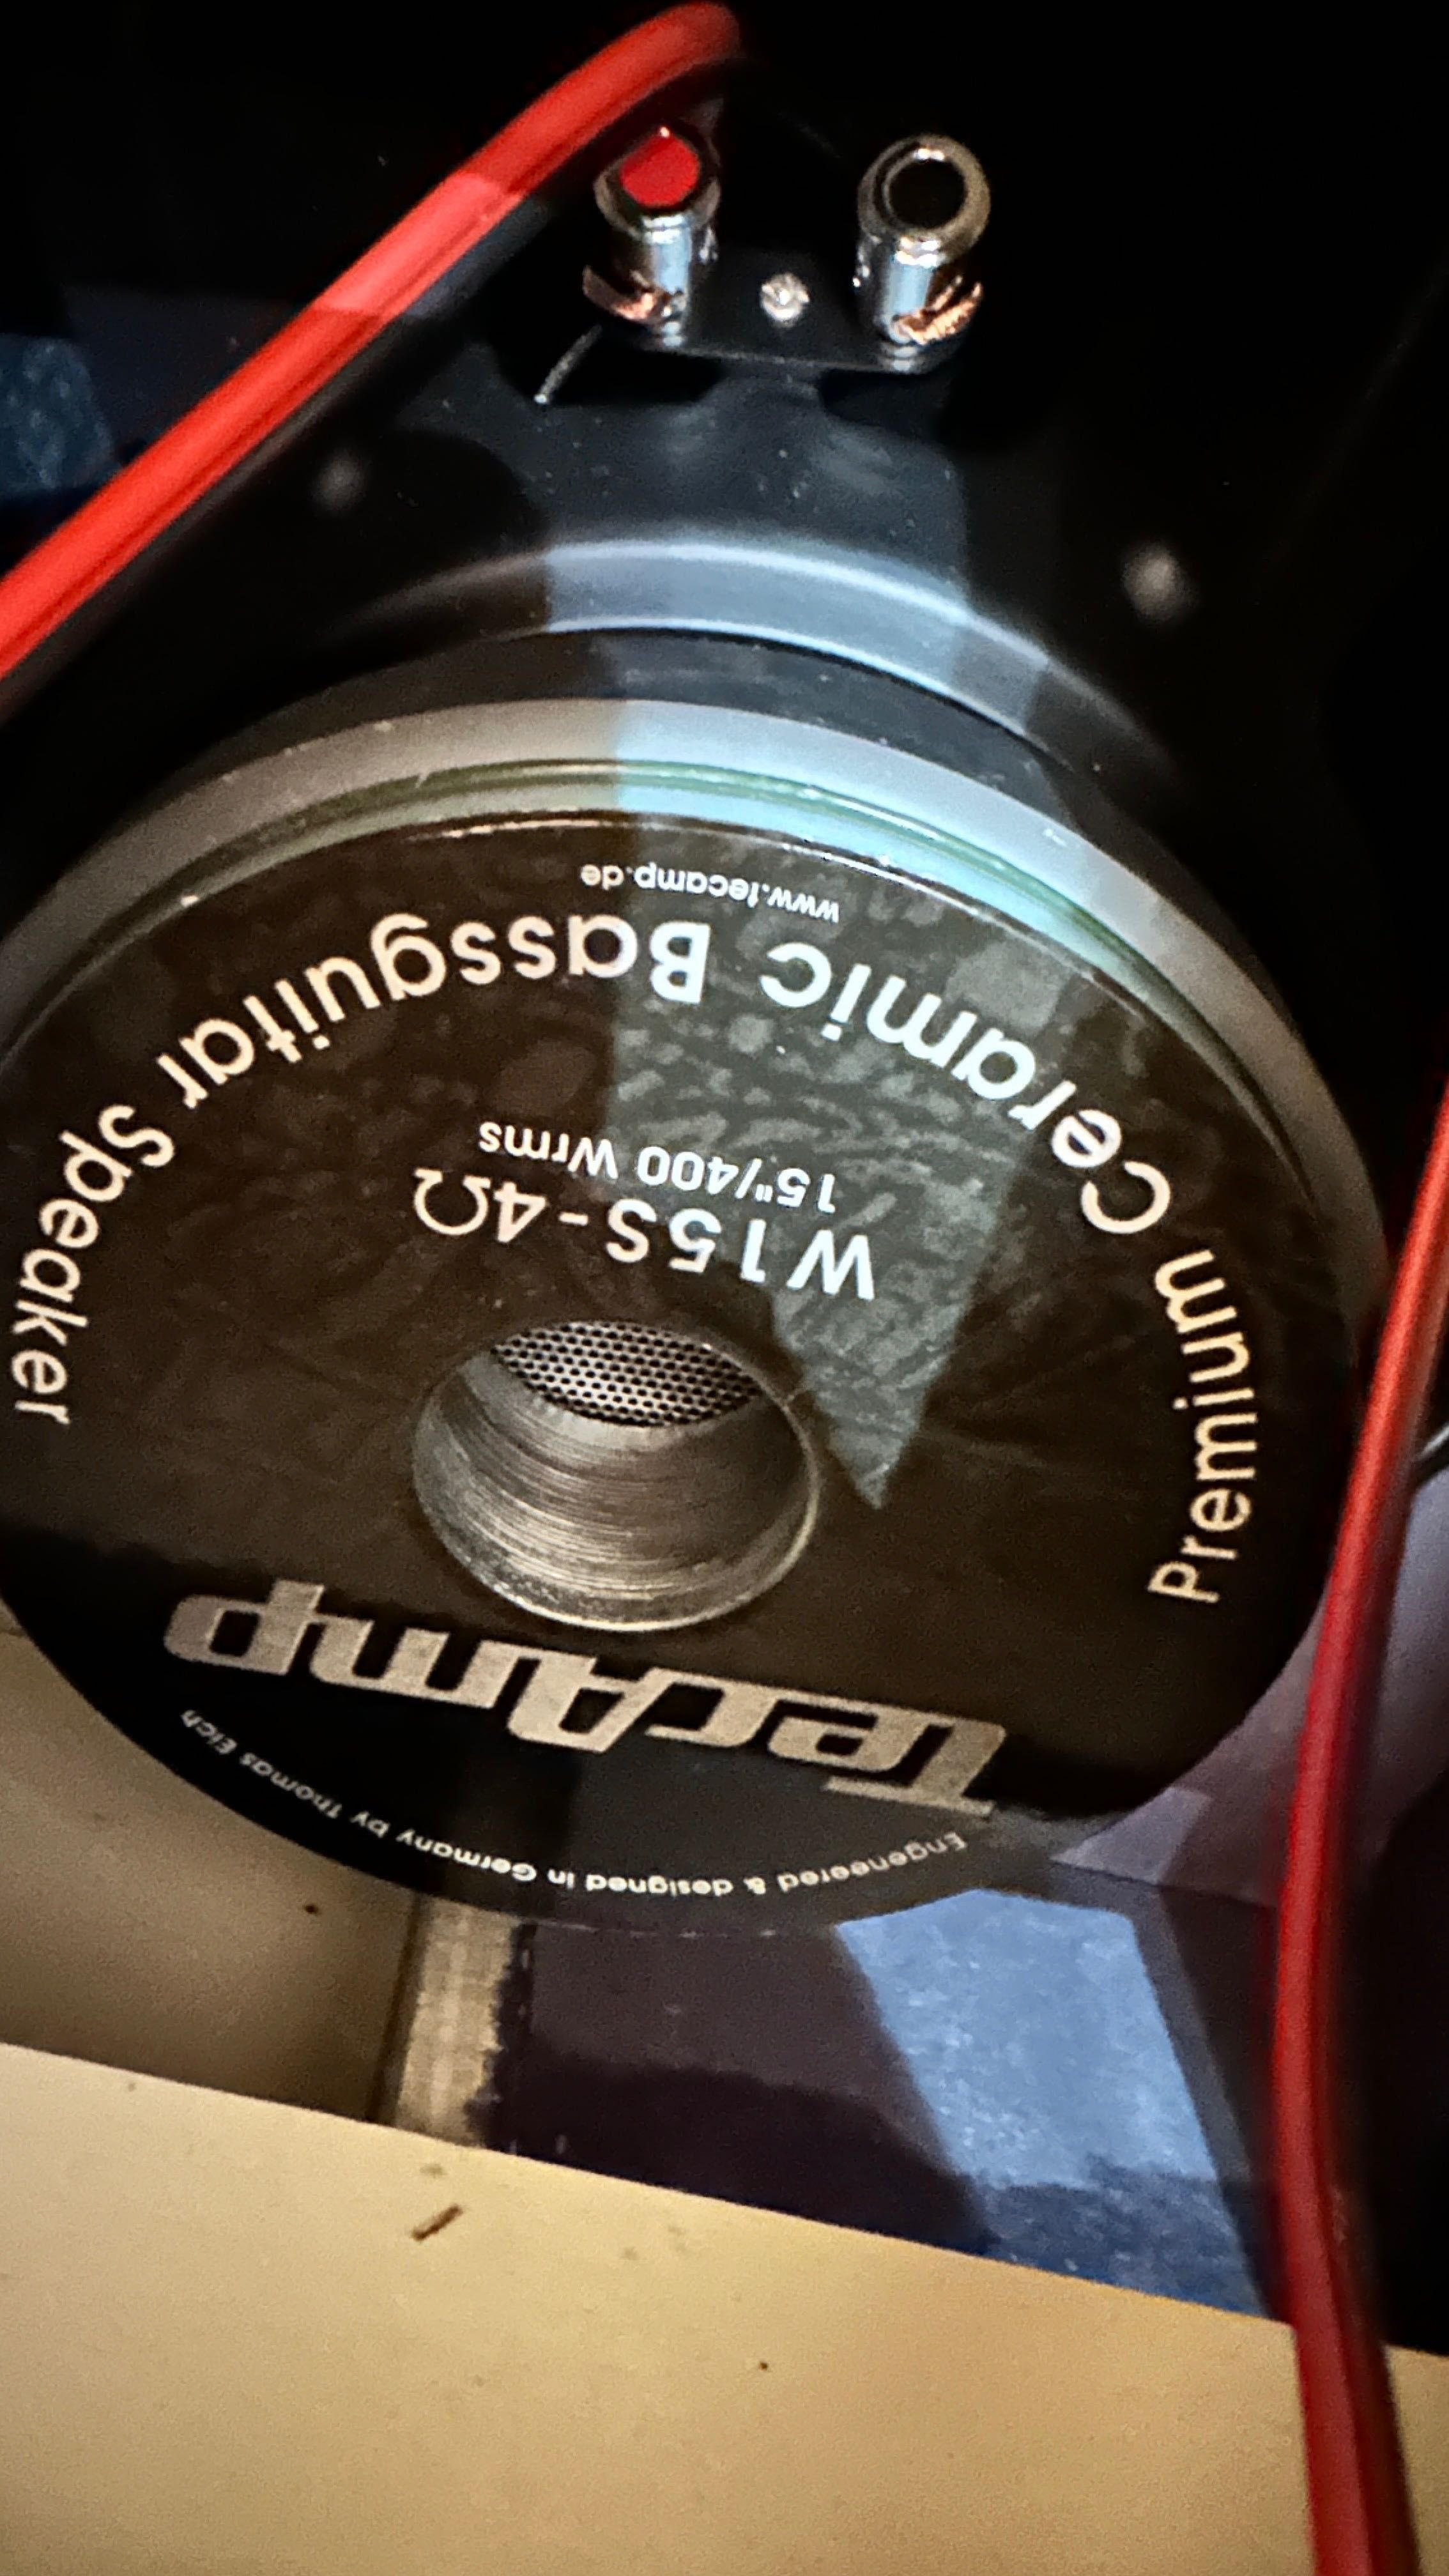 Engeneered & designed in Germany by Thomas Eich
TecAmp
W15S-4Ω
15"/400 Wrms
Premium Ceramic Bassguitar Speaker
www.tecamp.de